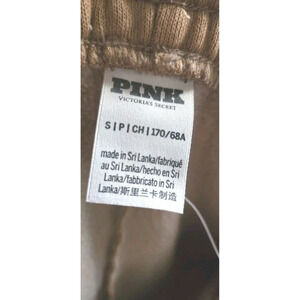 PINK
VICTORIA'S SECRET
S|P|CH|170/68A
made in Sri Lanka/fabriqué
au Sri Lanka/hecho en Sri
Lanka/fabbricato in Sri
Lanka/斯里兰卡制造